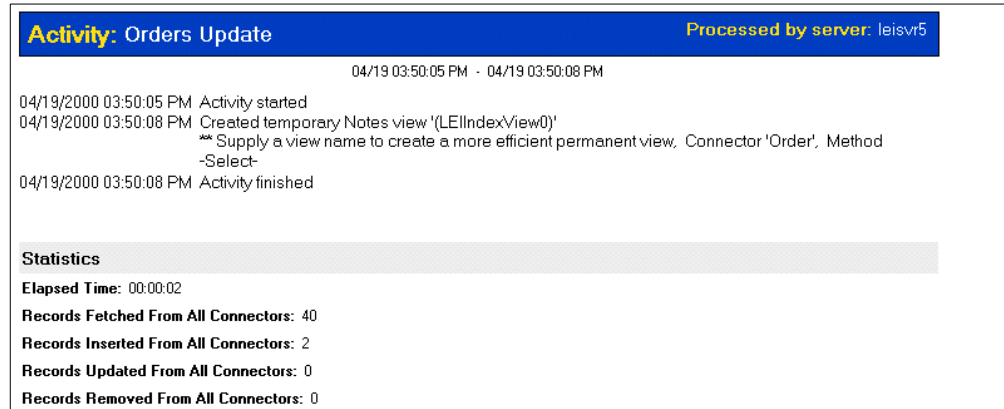 Activity: Orders Update
Processed by server: leisvr5
04/19 03:50:05 PM - 04/19 03:50:08 PM
04/19/2000 03:50:05 PM Activity started
04/19/2000 03:50:08 PM Created temporary Notes view '(LEIIndexView0)'
** Supply a view name to create a more efficient permanent view, Connector 'Order', Method
-Select-
04/19/2000 03:50:08 PM Activity finished
Statistics
Elapsed Time: 00:00:02
Records Fetched From All Connectors: 40
Records Inserted From All Connectors: 2
Records Updated From All Connectors: 0
Records Removed From All Connectors: 0